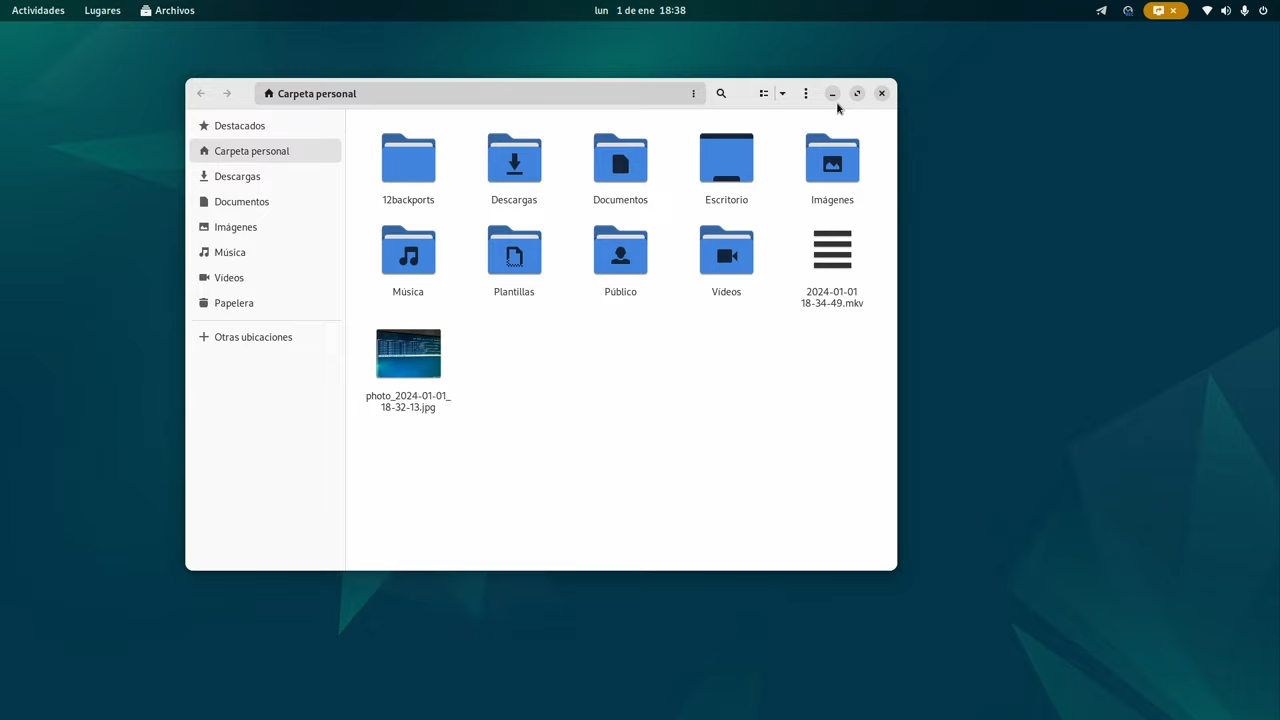 Actividades Lugares Archivos lun 1 de ene 18:38
Carpeta personal
Destacados
Carpeta personal
Descargas
Documentos
Imágenes
Música
Vídeos
Papelera
Otras ubicaciones
12backports Descargas Documentos Escritorio Imágenes
Música Plantillas Público Vídeos 2024-01-01
18-34-49.mkv
photo_2024-01-01_
18-32-13.jpg